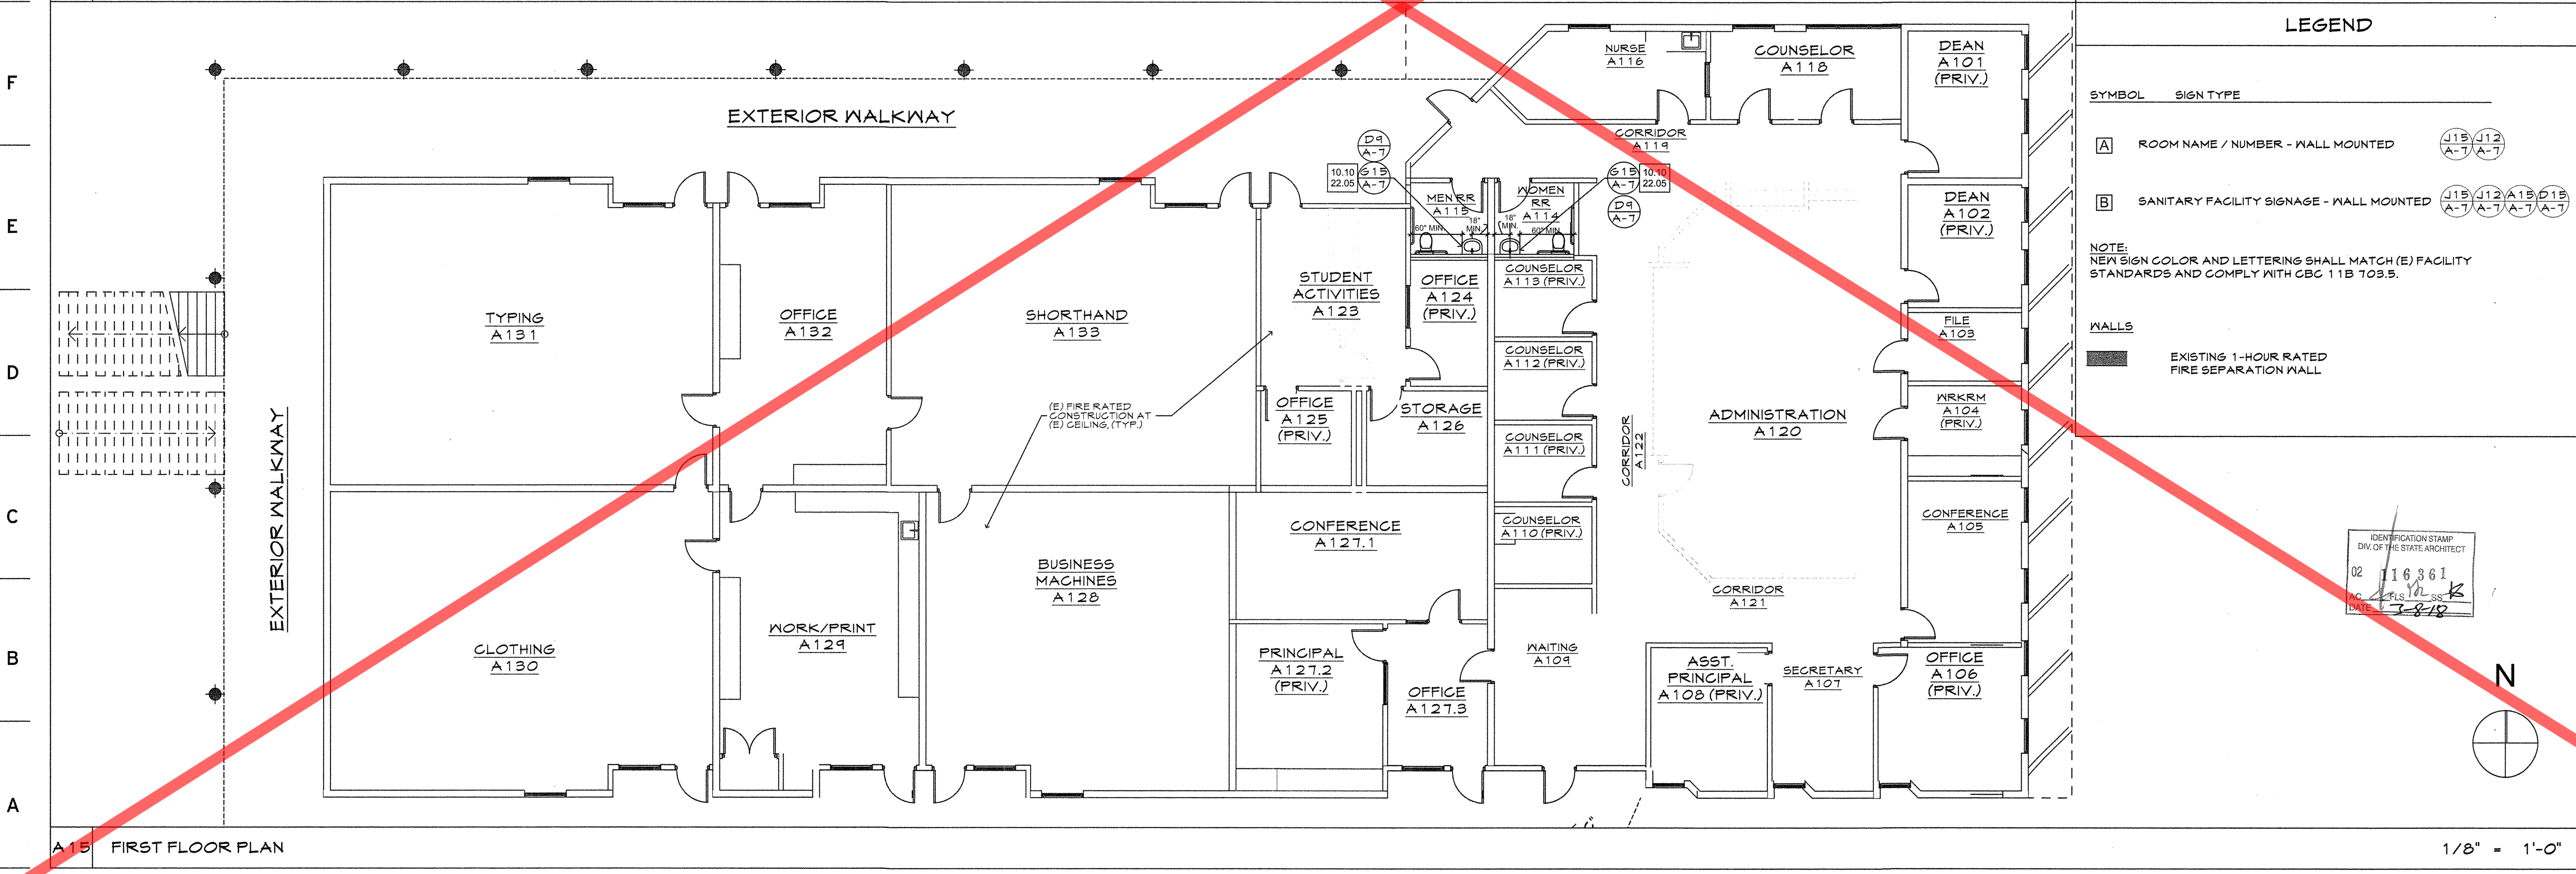 LEGEND
SYMBOL SIGN TYPE
A ROOM NAME / NUMBER - WALL MOUNTED
J15 J12
A-7 A-7
B SANITARY FACILITY SIGNAGE - WALL MOUNTED
J15 J12 A15 D15
A-7 A-7 A-7 A-7
NOTE:
NEW SIGN COLOR AND LETTERING SHALL MATCH (E) FACILITY
STANDARDS AND COMPLY WITH CBC 11B 703.5.
WALLS
EXISTING 1-HOUR RATED
FIRE SEPARATION WALL
F
E
D
C
B
A
EXTERIOR WALKWAY
EXTERIOR WALKWAY
NURSE
A116
COUNSELOR
A118
DEAN
A101
(PRIV.)
CORRIDOR
A119
D9
A-7
10.10
22.05
G15
A-7
G15
A-7
10.10
22.05
D9
A-7
MEN RR
A115
WOMEN
RR
A114
60" MIN.
18"
MIN.
18"
MIN.
60" MIN.
DEAN
A102
(PRIV.)
TYPING
A131
OFFICE
A132
SHORTHAND
A133
STUDENT
ACTIVITIES
A123
OFFICE
A124
(PRIV.)
COUNSELOR
A113 (PRIV.)
COUNSELOR
A112 (PRIV.)
COUNSELOR
A111 (PRIV.)
COUNSELOR
A110 (PRIV.)
FILE
A103
WRKRM
A104
(PRIV.)
OFFICE
A125
(PRIV.)
STORAGE
A126
(E) FIRE RATED
CONSTRUCTION AT
(E) CEILING, (TYP.)
CORRIDOR
A122
ADMINISTRATION
A120
CONFERENCE
A105
CONFERENCE
A127.1
BUSINESS
MACHINES
A128
CORRIDOR
A121
WORK/PRINT
A129
CLOTHING
A130
PRINCIPAL
A127.2
(PRIV.)
OFFICE
A127.3
WAITING
A109
ASST.
PRINCIPAL
A108 (PRIV.)
SECRETARY
A107
OFFICE
A106
(PRIV.)
IDENTIFICATION STAMP
DIV. OF THE STATE ARCHITECT
02 116361
AC FLS SS
DATE 3-8-18
N
A15 FIRST FLOOR PLAN
1/8" = 1'-0"